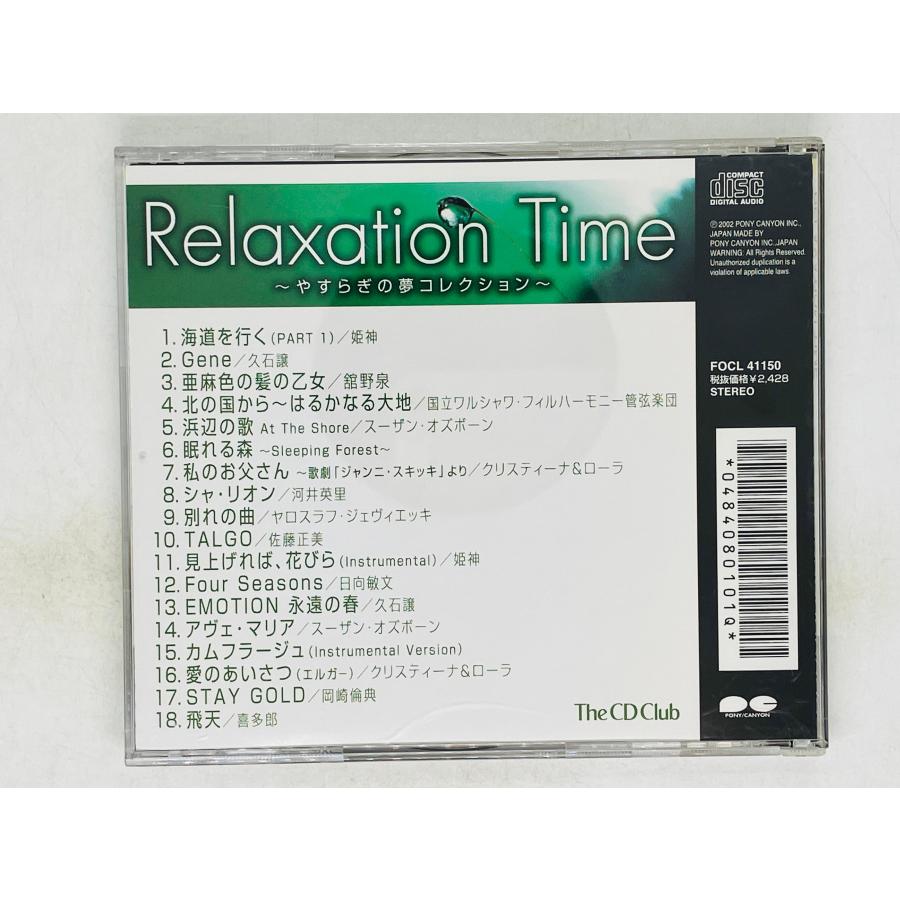 Relaxation Time
～やすらぎの夢コレクション～
1.海道を行く(PART 1)／姫神
2.Gene／久石譲
3.亜麻色の髪の乙女／舘野泉
4.北の国から～はるかなる大地／国立ワルシャワ・フィルハーモニー管弦楽団
5.浜辺の歌 At The Shore／スーザン・オズボーン
6.眠れる森 ～Sleeping Forest～
7.私のお父さん ～歌劇「ジャンニ・スキッキ」より／クリスティーナ&ローラ
8.シャ・リオン／河井英里
9.別れの曲／ヤロスラフ・ジェヴィエッキ
10.TALGO／佐藤正美
11.見上げれば、花びら(Instrumental)／姫神
12.Four Seasons／日向敏文
13.EMOTION 永遠の春／久石譲
14.アヴェ・マリア／スーザン・オズボーン
15.カムフラージュ(Instrumental Version)
16.愛のあいさつ(エルガー)／クリスティーナ&ローラ
17.STAY GOLD／岡崎倫典
18.飛天／喜多郎
The CD Club
COMPACT
disc
DIGITAL AUDIO
℗2002 PONY CANYON INC.,
JAPAN MADE BY
PONY CANYON INC.,JAPAN
WARNING: All Rights Reserved.
Unauthorized duplication is a
violation of applicable laws.
FOCL 41150
税抜価格¥2,428
STEREO
*0484080101Q*
PONY/CANYON